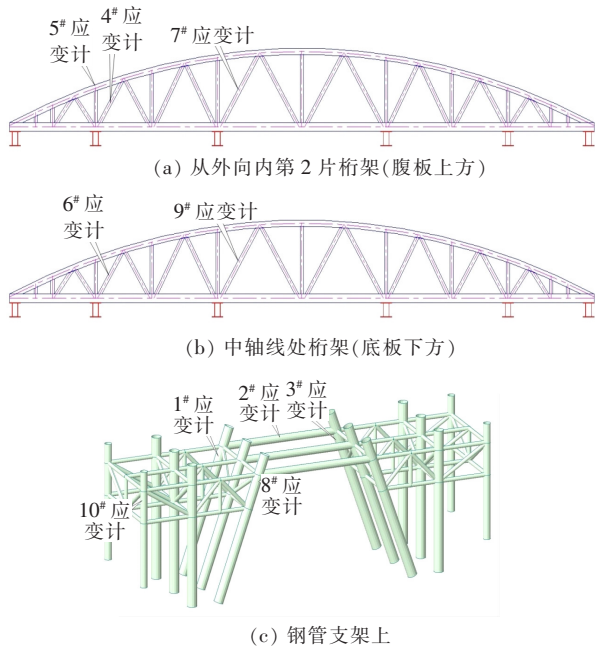 5# 应
变计
4# 应
变计
7# 应变计
(a) 从外向内第 2 片桁架(腹板上方)
6# 应
变计
9# 应变计
(b) 中轴线处桁架(底板下方)
1# 应
变计
2# 应
变计
3# 应
变计
8# 应
变计
10# 应
变计
(c) 钢管支架上